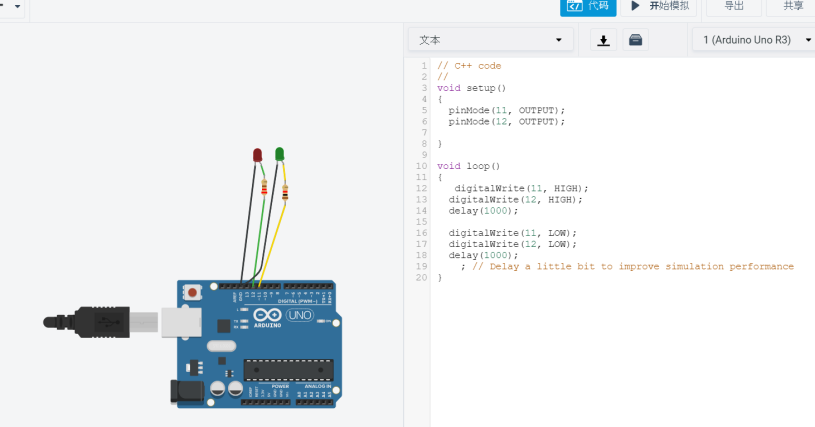 代码
开始模拟
导出
共享
文本
1 (Arduino Uno R3)
1 // C++ code
2 //
3 void setup()
4 {
5 pinMode(11, OUTPUT);
6 pinMode(12, OUTPUT);
7
8 }
9
10 void loop()
11 {
12 digitalWrite(11, HIGH);
13 digitalWrite(12, HIGH);
14 delay(1000);
15
16 digitalWrite(11, LOW);
17 digitalWrite(12, LOW);
18 delay(1000);
19 ; // Delay a little bit to improve simulation performance
20 }
DIGITAL (PWM~)
UNO
ARDUINO
POWER
ANALOG IN